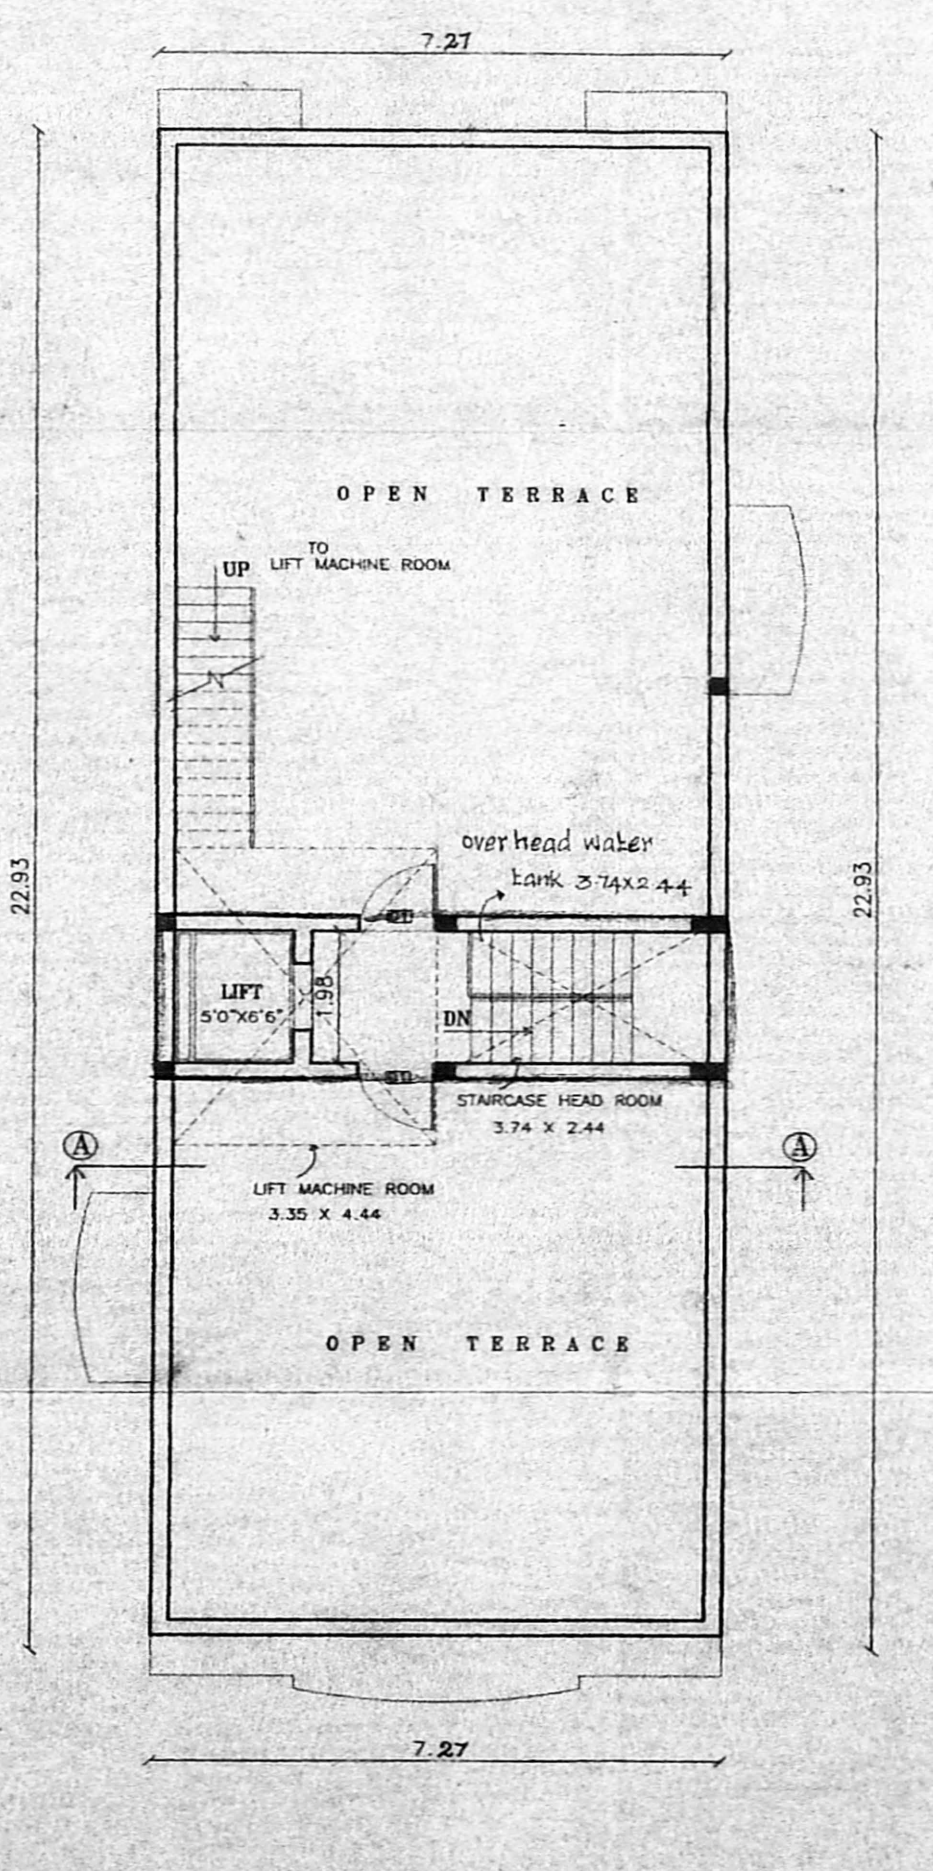 7.27
OPEN TERRACE
TO
UP LIFT MACHINE ROOM
22.93
22.93
over head water
tank 3.74X2.44
LIFT
5'0"X6'6"
1.98
DN
STAIRCASE HEAD ROOM
3.74 X 2.44
A
A
LIFT MACHINE ROOM
3.35 X 4.44
OPEN TERRACE
7.27